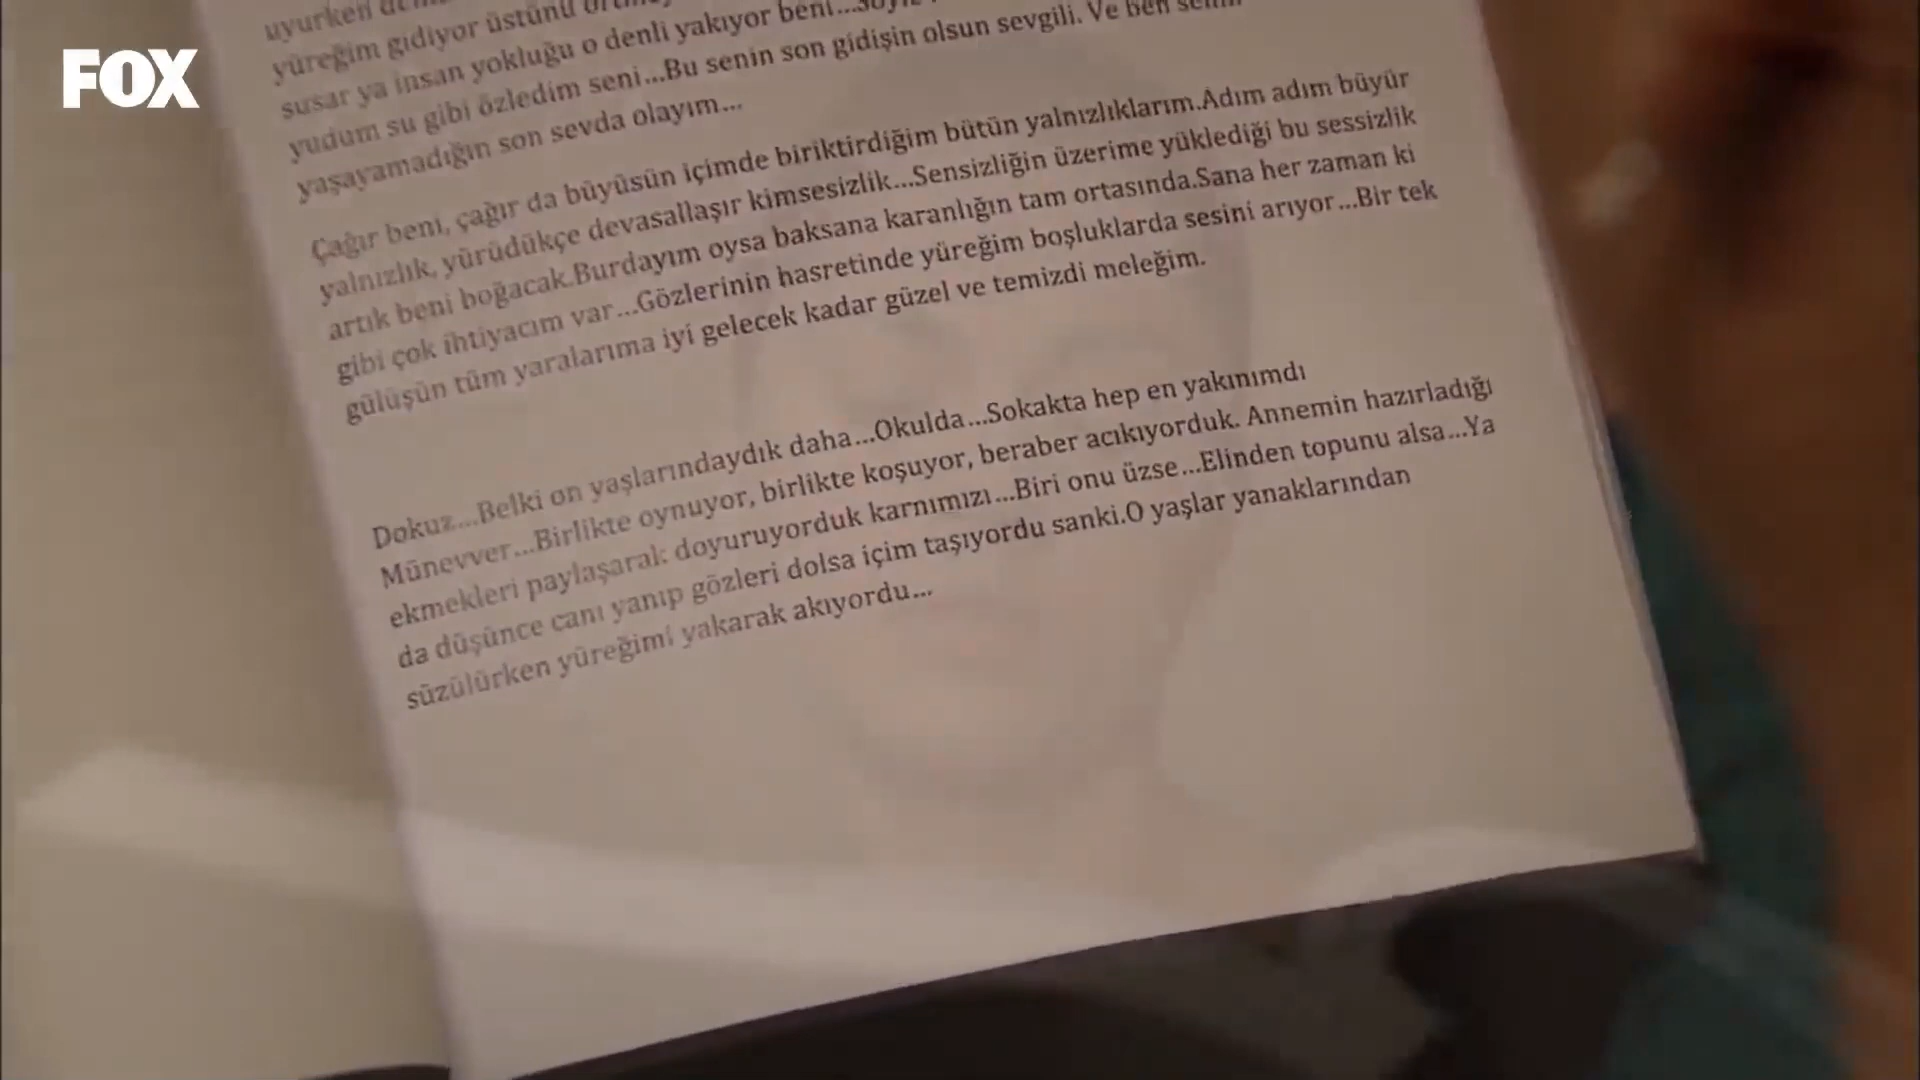 FOX
uyurken
yüreğim gidiyor üstünü
susar ya insan yokluğu o denli yakıyor beni...
yudum su gibi özledim seni...Bu senin son gidişin olsun sevgili. Ve ben
yaşayamadığın son sevda olayım...
Çağır beni, çağır da büyüsün içimde biriktirdiğim bütün yalnızlıklarım.Adım adım büyür
yalnızlık, yürüdükçe devasallaşır kimsesizlik...Sensizliğin üzerime yüklediği bu sessizlik
artık beni boğacak.Burdayım oysa baksana karanlığın tam ortasında.Sana her zaman ki
gibi çok ihtiyacım var...Gözlerinin hasretinde yüreğim boşluklarda sesini arıyor...Bir tek
gülüşün tüm yaralarıma iyi gelecek kadar güzel ve temizdi meleğim.
Dokuz...Belki on yaşlarındaydık daha...Okulda...Sokakta hep en yakınımdı
Münevver...Birlikte oynuyor, birlikte koşuyor, beraber acıkıyorduk. Annemin hazırladığı
ekmekleri paylaşarak doyuruyorduk karnımızı...Biri onu üzse...Elinden topunu alsa...Ya
da düşünce canı yanıp gözleri dolsa içim taşıyordu sanki.O yaşlar yanaklarından
süzülürken yüreğimi yakarak akıyordu...